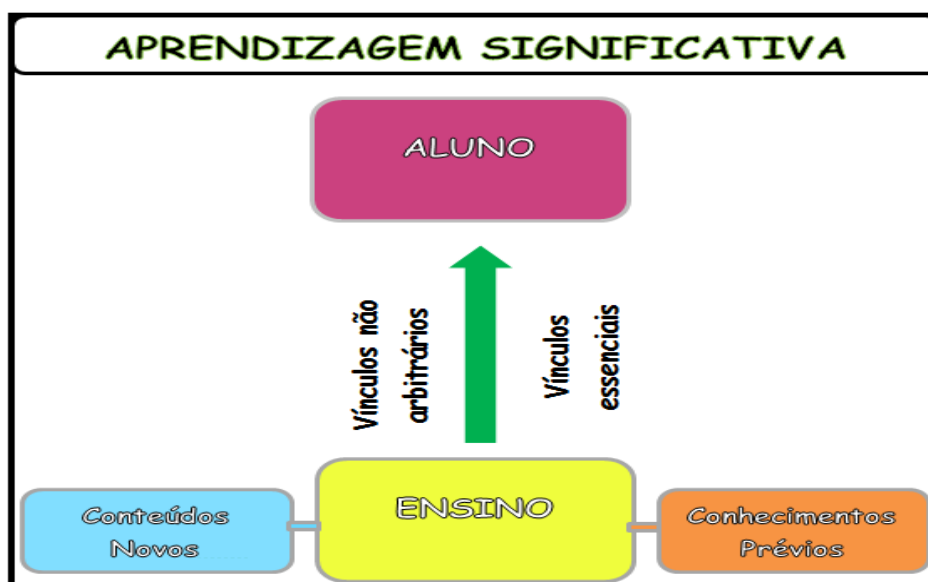 APRENDIZAGEM SIGNIFICATIVA
ALUNO
Vínculos não
arbitrários
Vínculos
essenciais
Conteúdos
Novos
ENSINO
Conhecimentos
Prévios